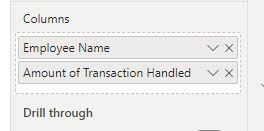 Columns
Employee Name
Amount of Transaction Handled
Drill through